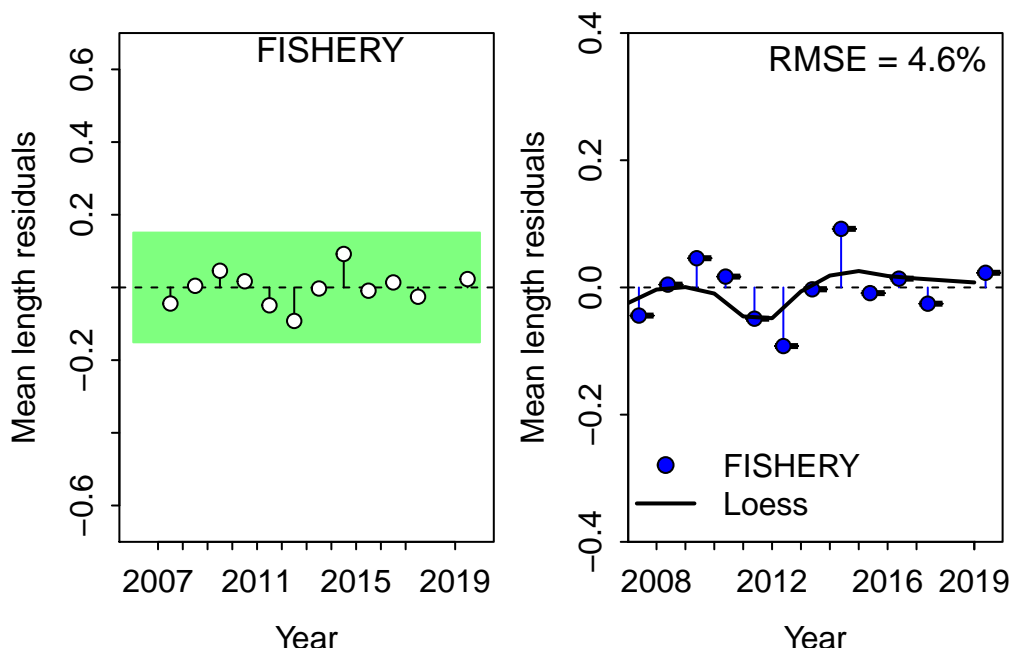 FISHERY
Mean length residuals
0.6
0.4
0.2
−0.2
−0.6
2007 2011 2015 2019
Year
RMSE = 4.6%
Mean length residuals
0.4
0.2
0.0
−0.2
−0.4
FISHERY
Loess
2008 2012 2016 2019
Year